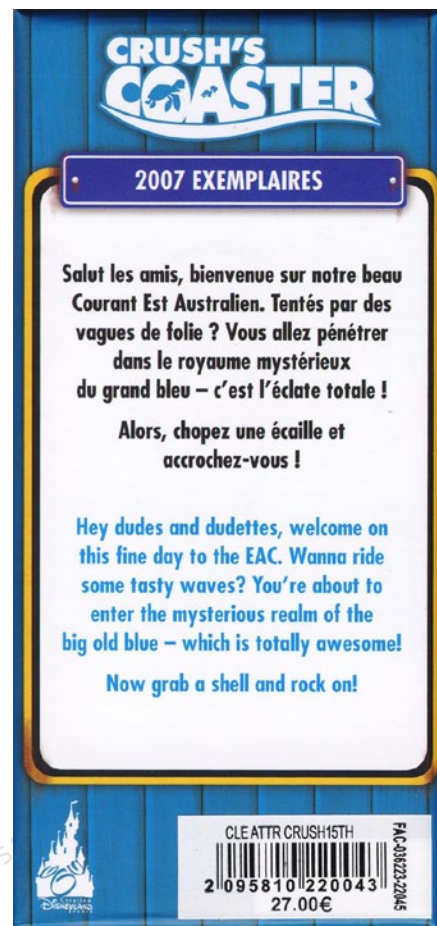 CRUSH'S
COASTER
2007 EXEMPLAIRES
Salut les amis, bienvenue sur notre beau
Courant Est Australien. Tentés par des
vagues de folie ? Vous allez pénétrer
dans le royaume mystérieux
du grand bleu – c'est l'éclate totale !
Alors, chopez une écaille et
accrochez-vous !
Hey dudes and dudettes, welcome on
this fine day to the EAC. Wanna ride
some tasty waves? You're about to
enter the mysterious realm of the
big old blue – which is totally awesome!
Now grab a shell and rock on!
Création
DISNEYLAND
CLE ATTR CRUSH15TH
2 095810 220043
27.00€
FAC-036223-22045